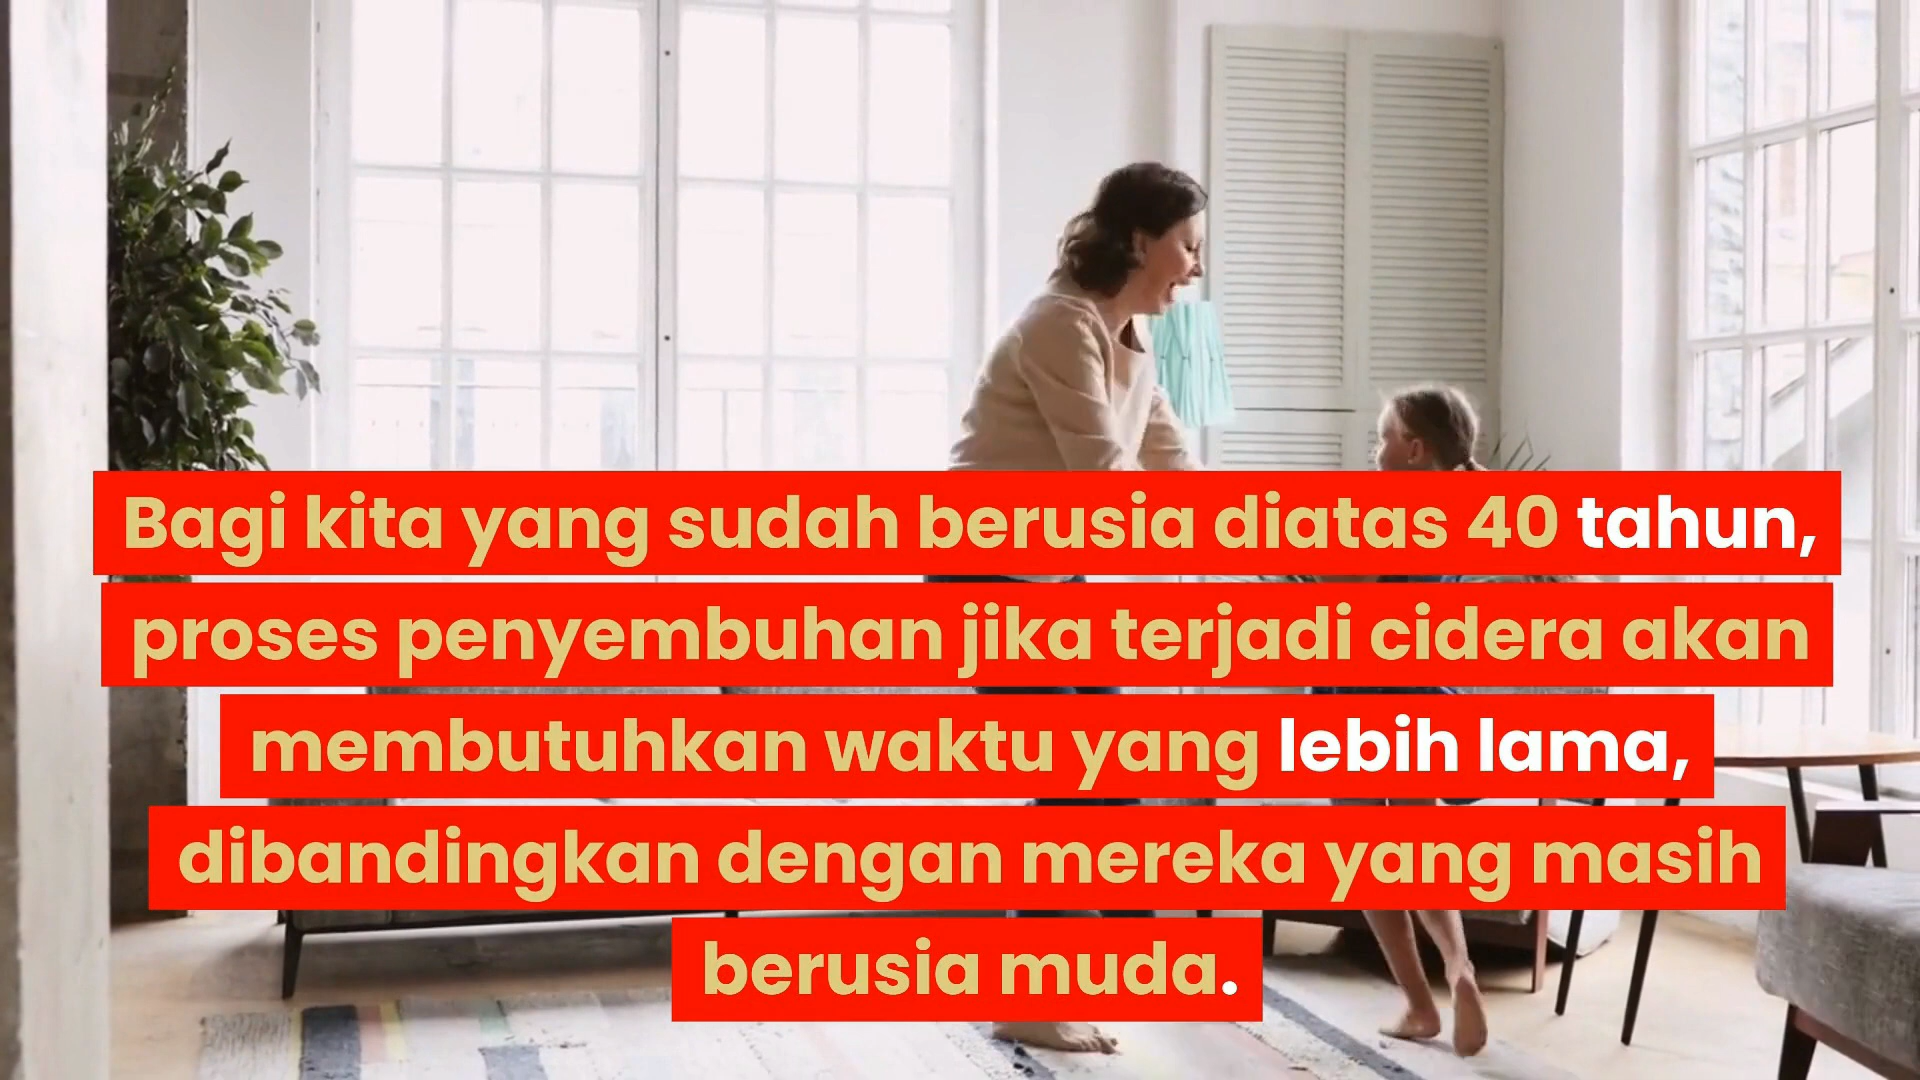 Bagi kita yang sudah berusia diatas 40 tahun,
proses penyembuhan jika terjadi cidera akan
membutuhkan waktu yang lebih lama,
dibandingkan dengan mereka yang masih
berusia muda.